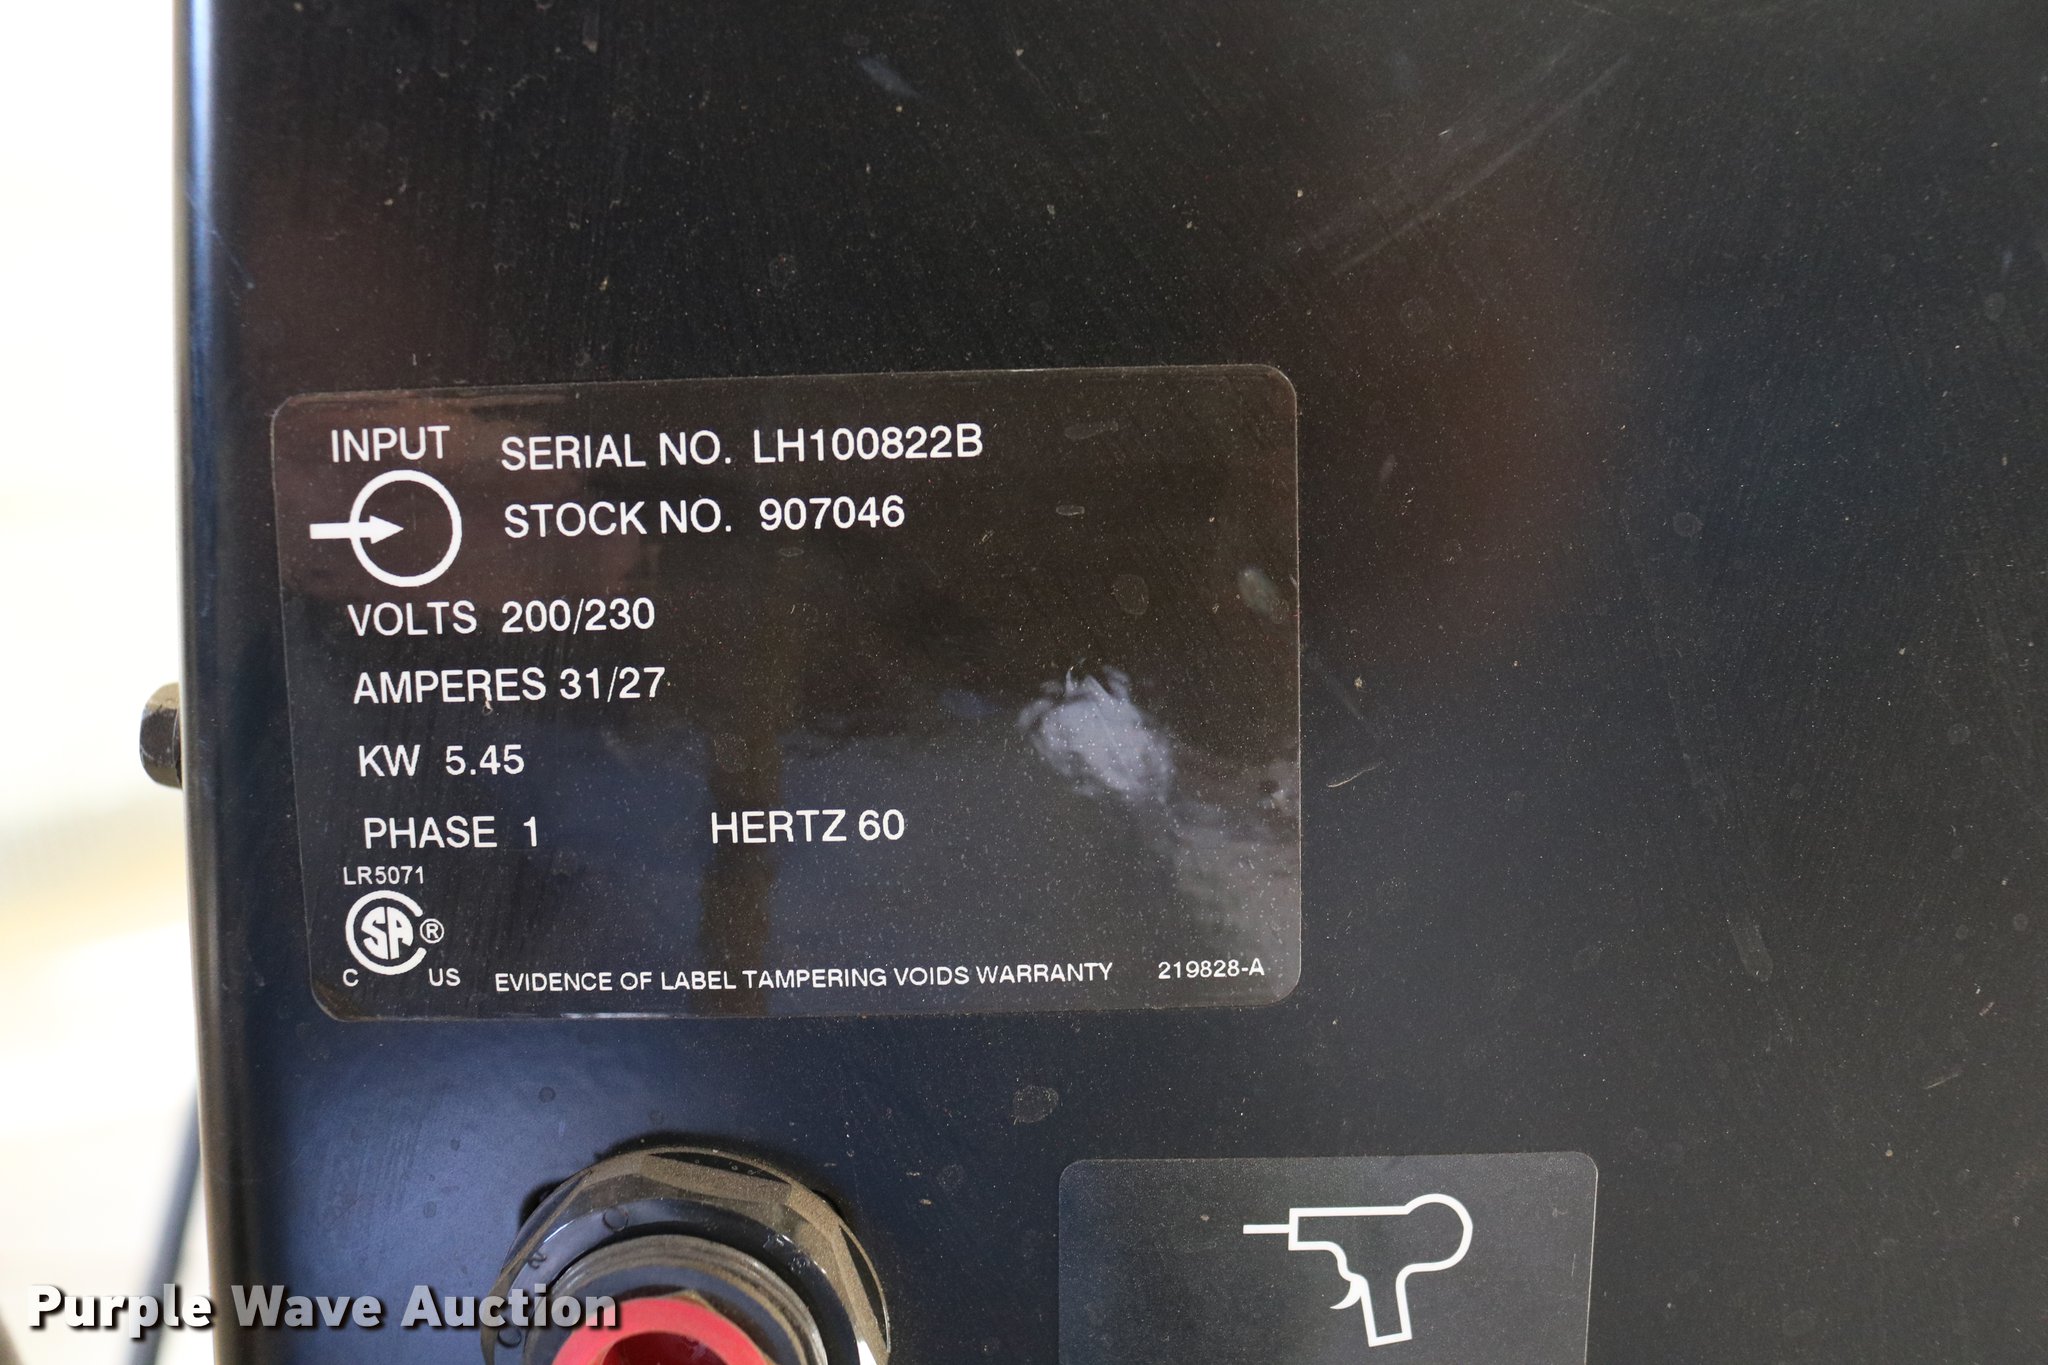 INPUT
SERIAL NO. LH100822B
STOCK NO. 907046
VOLTS 200/230
AMPERES 31/27
KW 5.45
PHASE 1 HERTZ 60
LR5071
CSA ®
C US
EVIDENCE OF LABEL TAMPERING VOIDS WARRANTY 219828-A
Purple Wave Auction